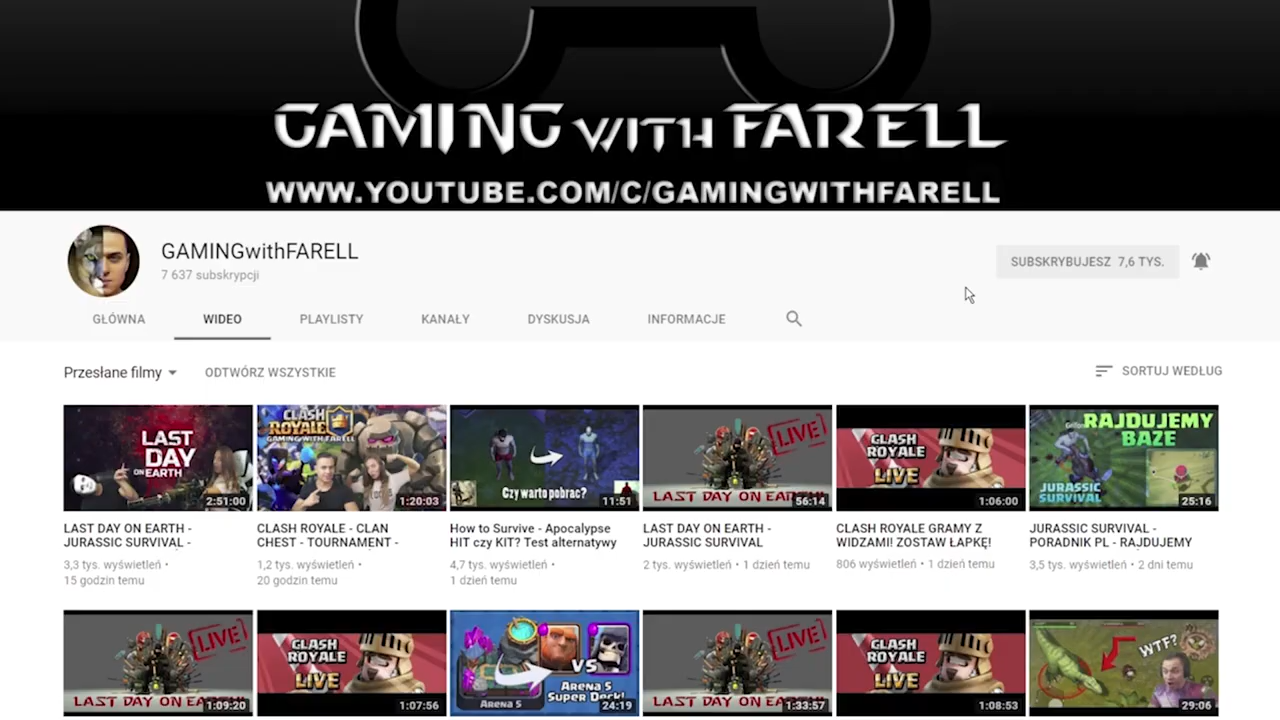 GAMING WITH FARELL
WWW.YOUTUBE.COM/C/GAMINGWITHFARELL
GAMINGwithFARELL
7 637 subskrypcji
SUBSKRYBUJESZ 7,6 TYS.
GŁÓWNA WIDEO PLAYLISTY KANAŁY DYSKUSJA INFORMACJE
Przesłane filmy ODTWÓRZ WSZYSTKIE SORTUJ WEDŁUG
LAST
DAY
ON EARTH
2:51:00
CLASH
ROYALE
GAMING WITH FARELL
1:20:03
Czy warto pobrac?
11:51
LIVE
LAST DAY ON EARTH
56:14
CLASH
ROYALE
LIVE
1:06:00
RAJDUJEMY
BAZE
JURASSIC
SURVIVAL
25:16
LAST DAY ON EARTH -
JURASSIC SURVIVAL -
3,3 tys. wyświetleń •
15 godzin temu
CLASH ROYALE - CLAN
CHEST - TOURNAMENT -
1,2 tys. wyświetleń •
20 godzin temu
How to Survive - Apocalypse
HIT czy KIT? Test alternatywy
4,7 tys. wyświetleń •
1 dzień temu
LAST DAY ON EARTH -
JURASSIC SURVIVAL
2 tys. wyświetleń • 1 dzień temu
CLASH ROYALE GRAMY Z
WIDZAMI! ZOSTAW ŁAPKĘ!
806 wyświetleń • 1 dzień temu
JURASSIC SURVIVAL -
PORADNIK PL - RAJDUJEMY
3,5 tys. wyświetleń • 2 dni temu
LIVE
LAST DAY ON EA
1:09:20
CLASH
ROYALE
LIVE
1:07:56
VS
Arena 5
Arena 5
Super Deck!
24:19
LIVE
LAST DAY ON EA
1:33:57
CLASH
ROYALE
LIVE
1:08:53
WTF?
29:06